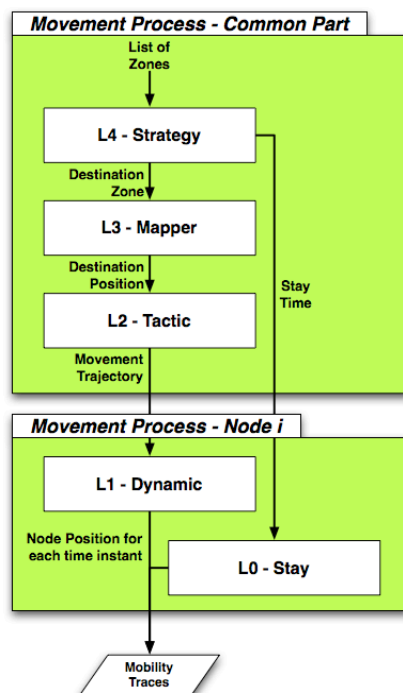 Movement Process - Common Part
List of
Zones
L4 - Strategy
Destination
Zone
L3 - Mapper
Destination
Position
Stay
Time
L2 - Tactic
Movement
Trajectory
Movement Process - Node i
L1 - Dynamic
Node Position for
each time instant
L0 - Stay
Mobility
Traces